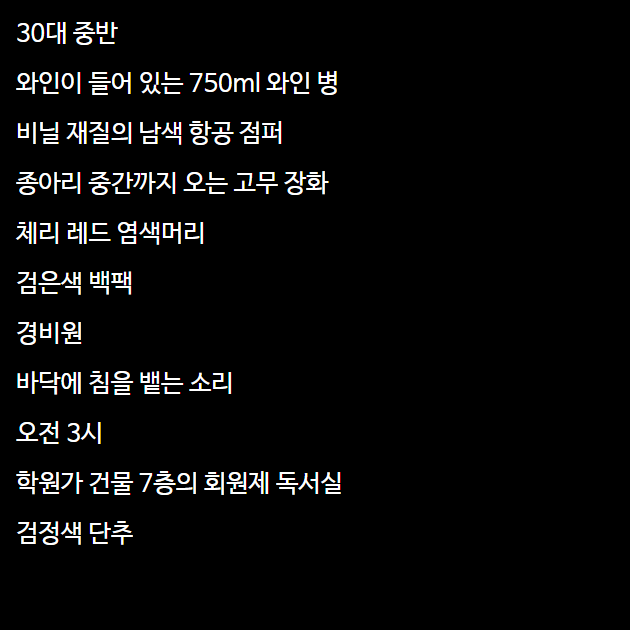 30대 중반
와인이 들어 있는 750ml 와인 병
비닐 재질의 남색 항공 점퍼
종아리 중간까지 오는 고무 장화
체리 레드 염색머리
검은색 백팩
경비원
바닥에 침을 뱉는 소리
오전 3시
학원가 건물 7층의 회원제 독서실
검정색 단추